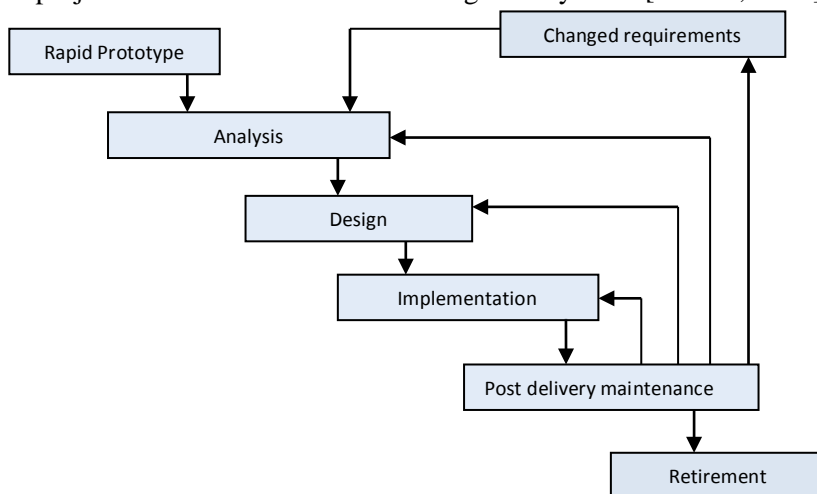 Changed requirements
Rapid Prototype
Analysis
Design
Implementation
Post delivery maintenance
Retirement